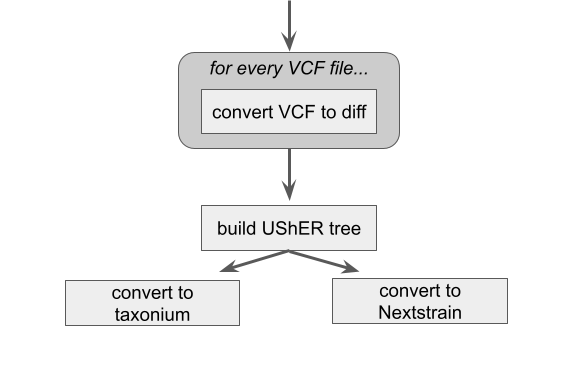 for every VCF file...
convert VCF to diff
build UShER tree
convert to
taxonium
convert to
Nextstrain